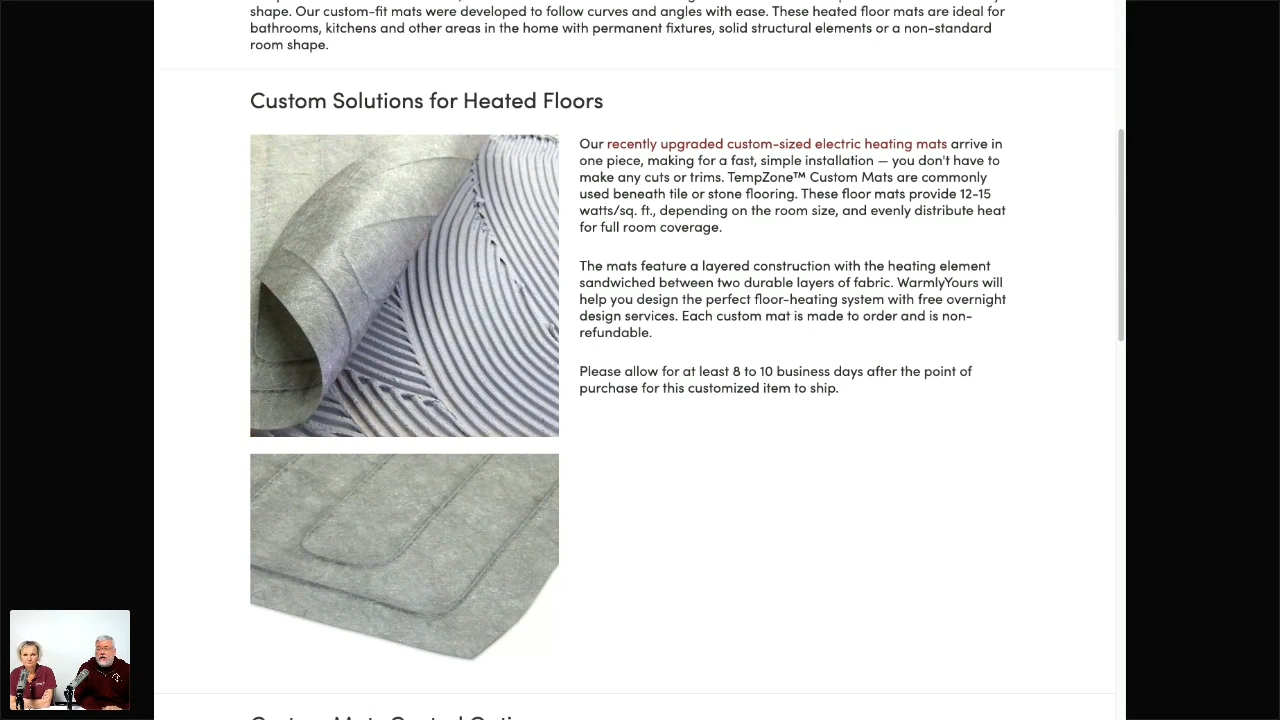 shape. Our custom-fit mats were developed to follow curves and angles with ease. These heated floor mats are ideal for
bathrooms, kitchens and other areas in the home with permanent fixtures, solid structural elements or a non-standard
room shape.
Custom Solutions for Heated Floors
Our recently upgraded custom-sized electric heating mats arrive in
one piece, making for a fast, simple installation — you don't have to
make any cuts or trims. TempZone™ Custom Mats are commonly
used beneath tile or stone flooring. These floor mats provide 12-15
watts/sq. ft., depending on the room size, and evenly distribute heat
for full room coverage.
The mats feature a layered construction with the heating element
sandwiched between two durable layers of fabric. WarmlyYours will
help you design the perfect floor-heating system with free overnight
design services. Each custom mat is made to order and is non-
refundable.
Please allow for at least 8 to 10 business days after the point of
purchase for this customized item to ship.